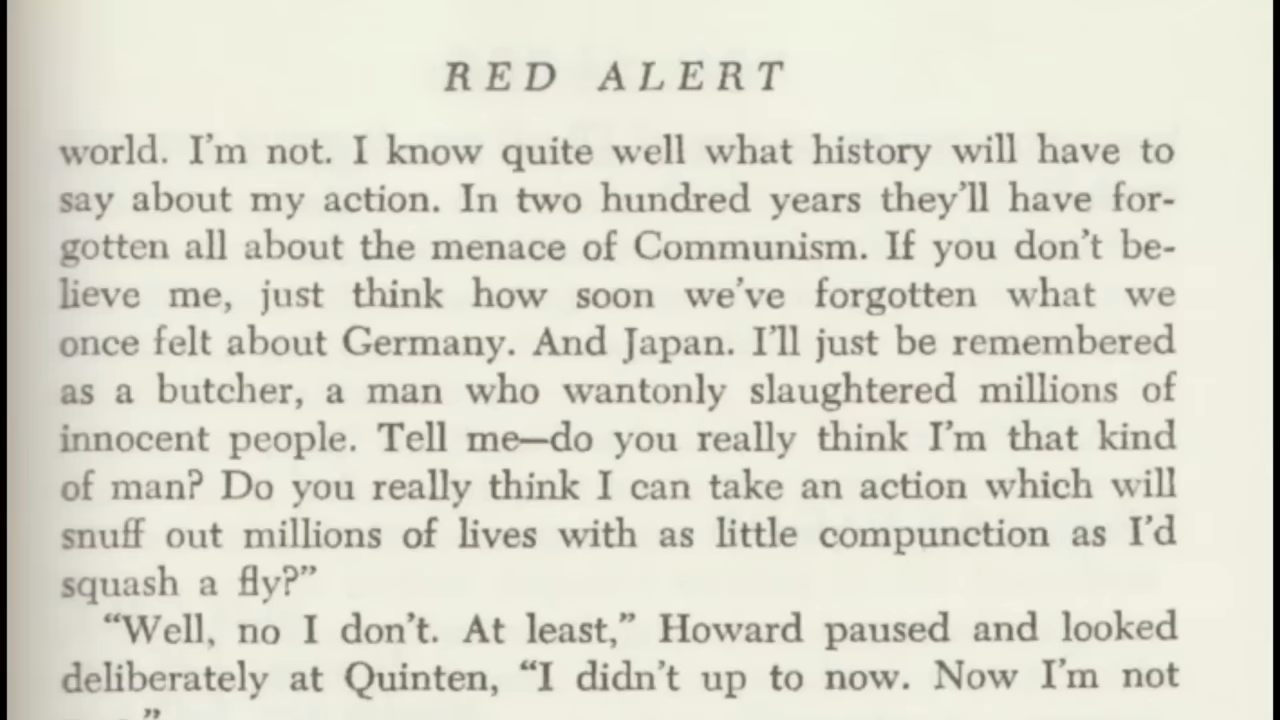 RED ALERT
world. I'm not. I know quite well what history will have to
say about my action. In two hundred years they'll have for-
gotten all about the menace of Communism. If you don't be-
lieve me, just think how soon we've forgotten what we
once felt about Germany. And Japan. I'll just be remembered
as a butcher, a man who wantonly slaughtered millions of
innocent people. Tell me—do you really think I'm that kind
of man? Do you really think I can take an action which will
snuff out millions of lives with as little compunction as I'd
squash a fly?”
“Well, no I don't. At least,” Howard paused and looked
deliberately at Quinten, “I didn't up to now. Now I'm not